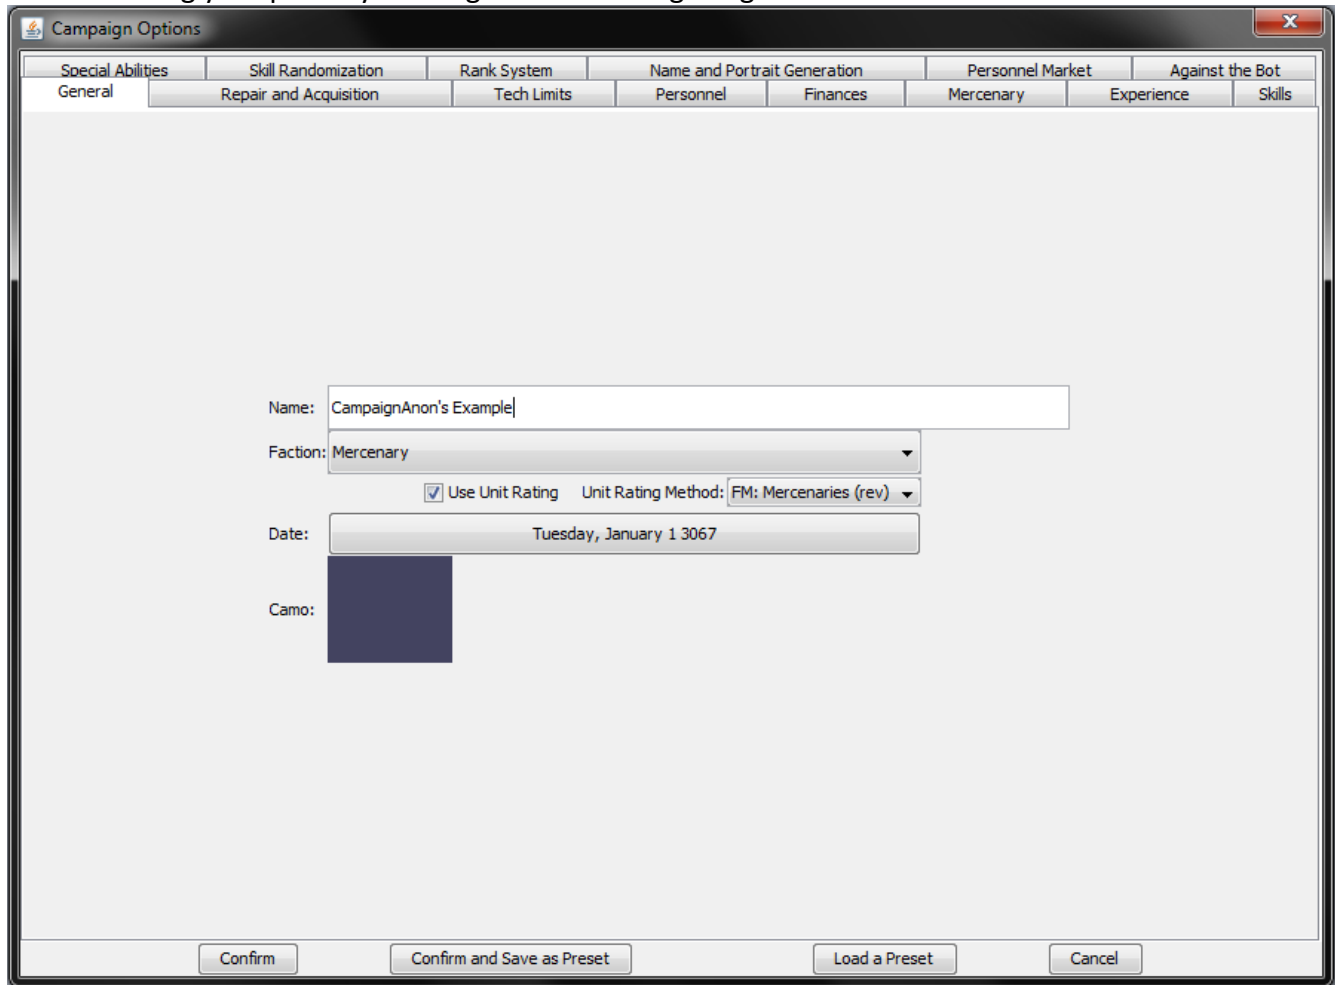 Campaign Options
Special Abilities Skill Randomization Rank System Name and Portrait Generation Personnel Market Against the Bot
General Repair and Acquisition Tech Limits Personnel Finances Mercenary Experience Skills
Name: CampaignAnon's Example
Faction: Mercenary
Use Unit Rating Unit Rating Method: FM: Mercenaries (rev)
Date: Tuesday, January 1 3067
Camo:
Confirm Confirm and Save as Preset Load a Preset Cancel